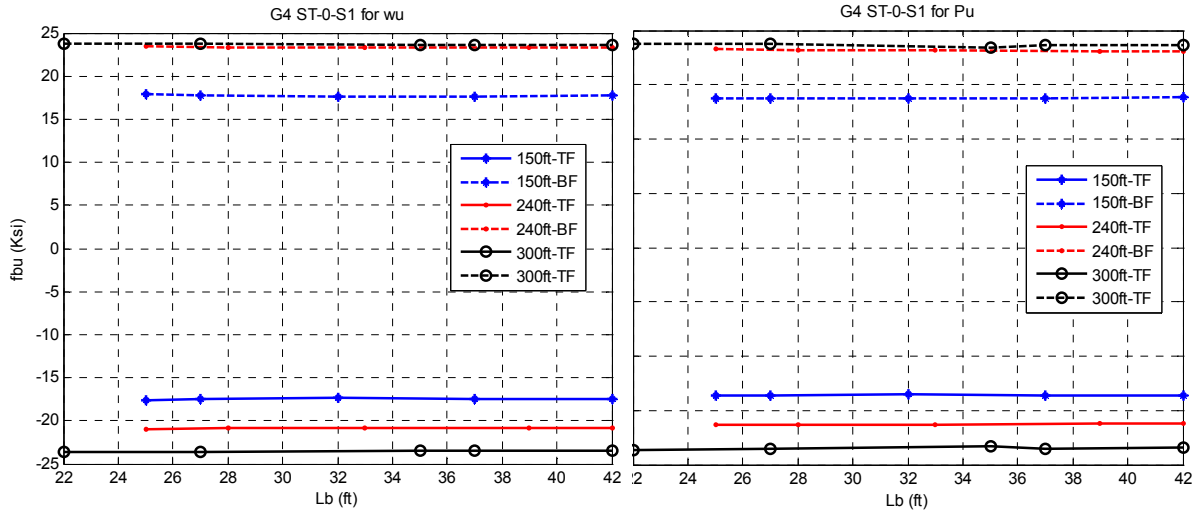 G4 ST-0-S1 for wu
25
20
15
10
5
0
-5
-10
-15
-20
-25
fbu (Ksi)
150ft-TF
150ft-BF
240ft-TF
240ft-BF
300ft-TF
300ft-TF
22 24 26 28 30 32 34 36 38 40 42
Lb (ft)
G4 ST-0-S1 for Pu
150ft-TF
150ft-BF
240ft-TF
240ft-BF
300ft-TF
300ft-TF
22 24 26 28 30 32 34 36 38 40 42
Lb (ft)